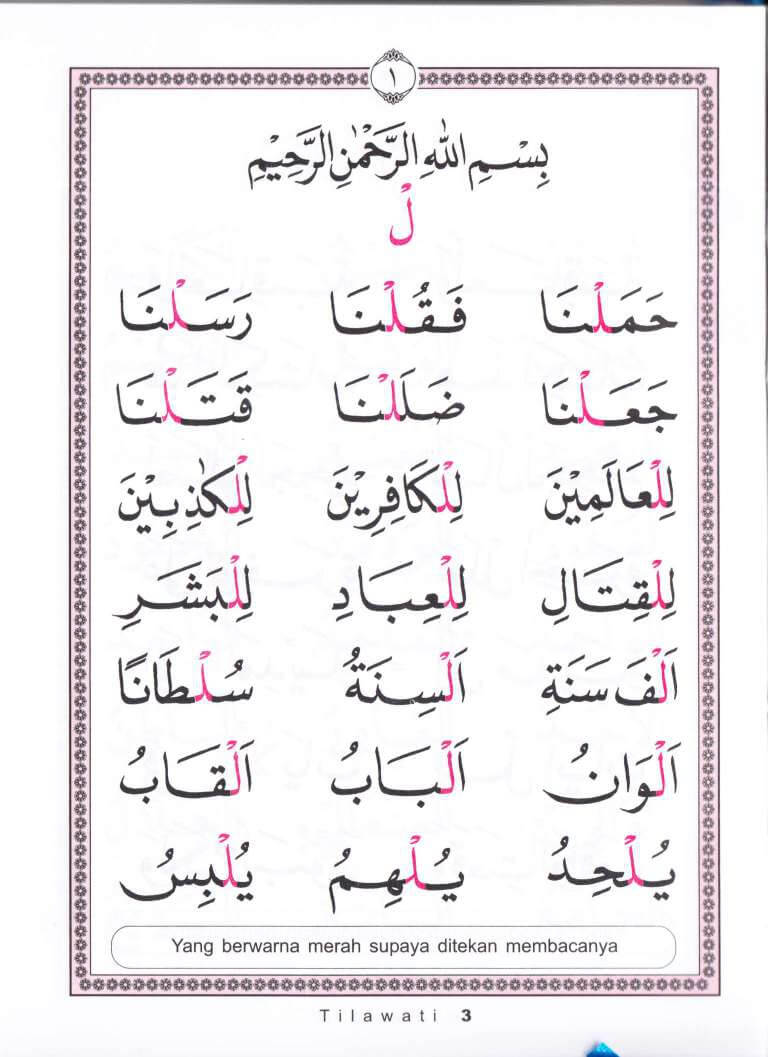 ١
بِسْمِ اللّٰهِ الرَّحْمٰنِ الرَّحِيْمِ
لْ
حَمَلْنَا فَقُلْنَا رَسَلْنَا
جَعَلْنَا ضَلَلْنَا قَتَلْنَا
لِلْعَالَمِيْنَ لِلْكَافِرِيْنَ لِلْكٰذِبِيْنَ
لِلْقِتَالِ لِلْعِبَادِ لِلْبَشَرِ
اَلْفَ سَنَةِ اَلْسِنَةُ سُلْطَانًا
اَلْوَانُ اَلْبَابُ اَلْقَابُ
يُلْحِدُ يُلْهِمُ يُلْبِسُ
Yang berwarna merah supaya ditekan membacanya
Tilawati 3